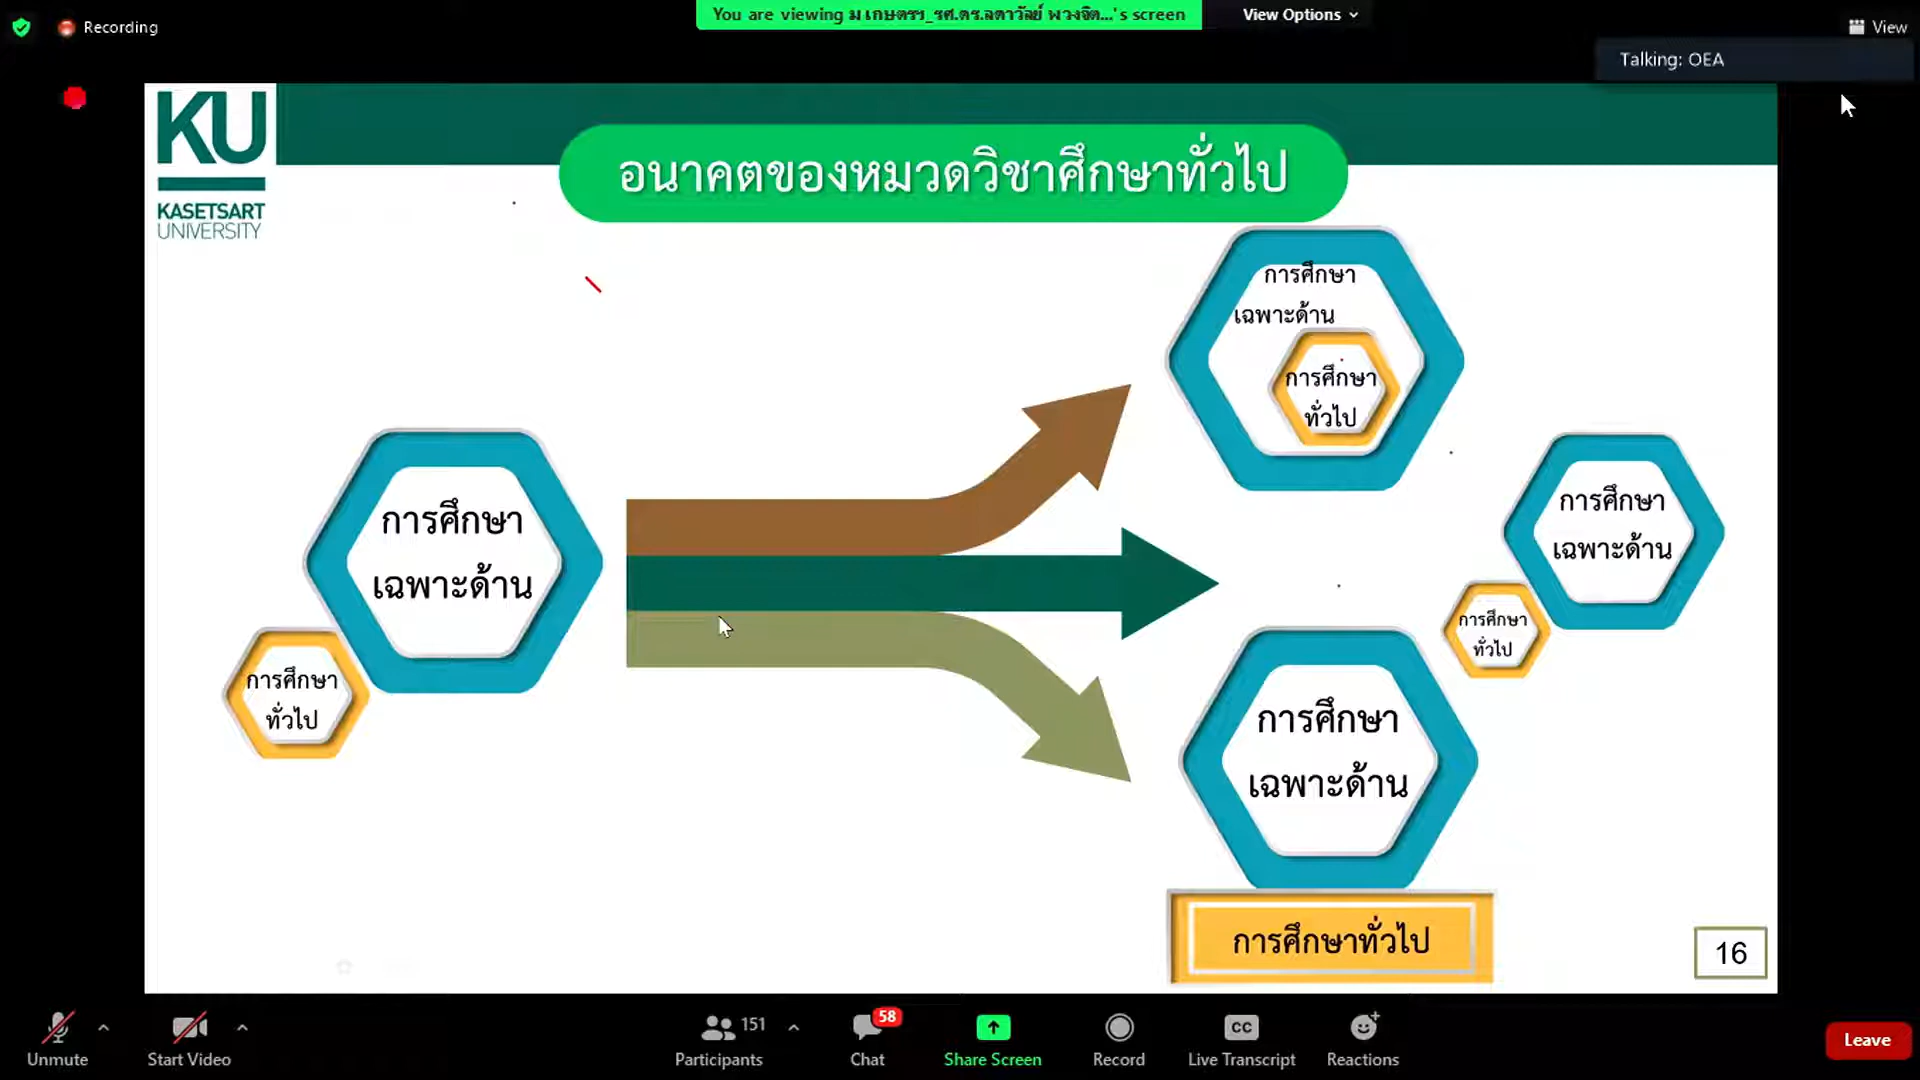 You are viewing ม เกษตรฯ_รศ.ดร.ลดาวัลย์ พวงจิต...'s screen
View Options
Recording
View
Talking: OEA
KU
KASETSART
UNIVERSITY
อนาคตของหมวดวิชาศึกษาทั่วไป
การศึกษา
เฉพาะด้าน
การศึกษา
ทั่วไป
การศึกษา
เฉพาะด้าน
การศึกษา
ทั่วไป
การศึกษา
เฉพาะด้าน
การศึกษา
ทั่วไป
การศึกษา
เฉพาะด้าน
การศึกษาทั่วไป
16
Unmute
Start Video
151
Participants
58
Chat
Share Screen
Record
CC
Live Transcript
Reactions
Leave